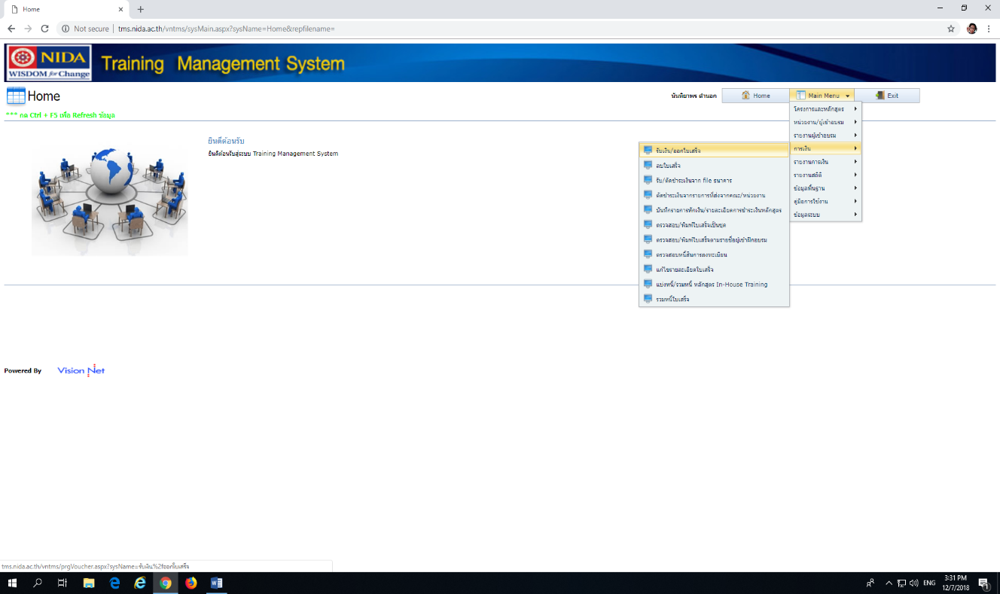 Home
Not secure | tms.nida.ac.th/vntms/sysMain.aspx?sysName=Home&repfilename=
NIDA
WISDOM for Change
Training Management System
Home
นันทิยาพร Home Main Menu Exit
*** กด Ctrl + F5 เพื่อ Refresh ข้อมูล
โครงการและหลักสูตร
หน่วยงาน/ผู้เข้าอบรม
รายงานผู้เข้าอบรม
การเงิน
รายงานการเงิน
รายงานสถิติ
ข้อมูลพื้นฐาน
คู่มือการใช้งาน
ข้อมูลระบบ
ยินดีต้อนรับ
ยินดีต้อนรับสู่ระบบ Training Management System
รับเงิน/ออกใบเสร็จ
ลบใบเสร็จ
รับ/ตัดชำระเงินจาก file ธนาคาร
ตัดชำระเงินจากรายการที่ส่งจากคณะ/หน่วยงาน
บันทึกรายการหักเงิน/รายละเอียดการชำระเงินหลักสูตร
ตรวจสอบ/พิมพ์ใบเสร็จเป็นชุด
ตรวจสอบ/พิมพ์ใบเสร็จตามรายชื่อผู้เข้าฝึกอบรม
ตรวจสอบหนี้สินการลงทะเบียน
แก้ไขรายละเอียดใบเสร็จ
แบ่งหนี้/รวมหนี้ หลักสูตร In-House Training
รวมหนี้ใบเสร็จ
Powered By Vision Net
tms.nida.ac.th/vntms/prgVoucher.aspx?sysName=รับเงิน%2fออกใบเสร็จ
ENG
3:31 PM
12/7/2018
1